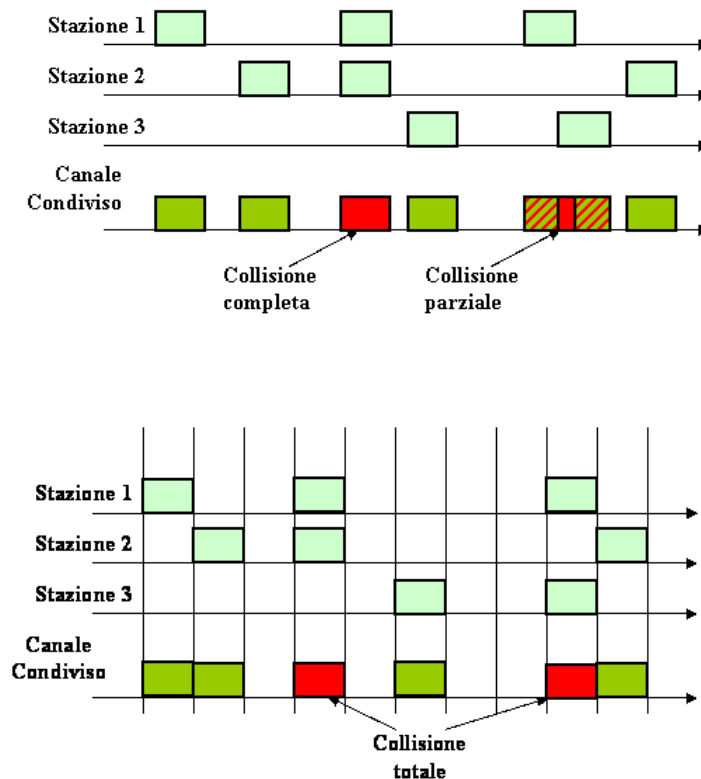 Stazione 1
Stazione 2
Stazione 3
Canale
Condiviso
Collisione
completa
Collisione
parziale
Stazione 1
Stazione 2
Stazione 3
Canale
Condiviso
Collisione
totale